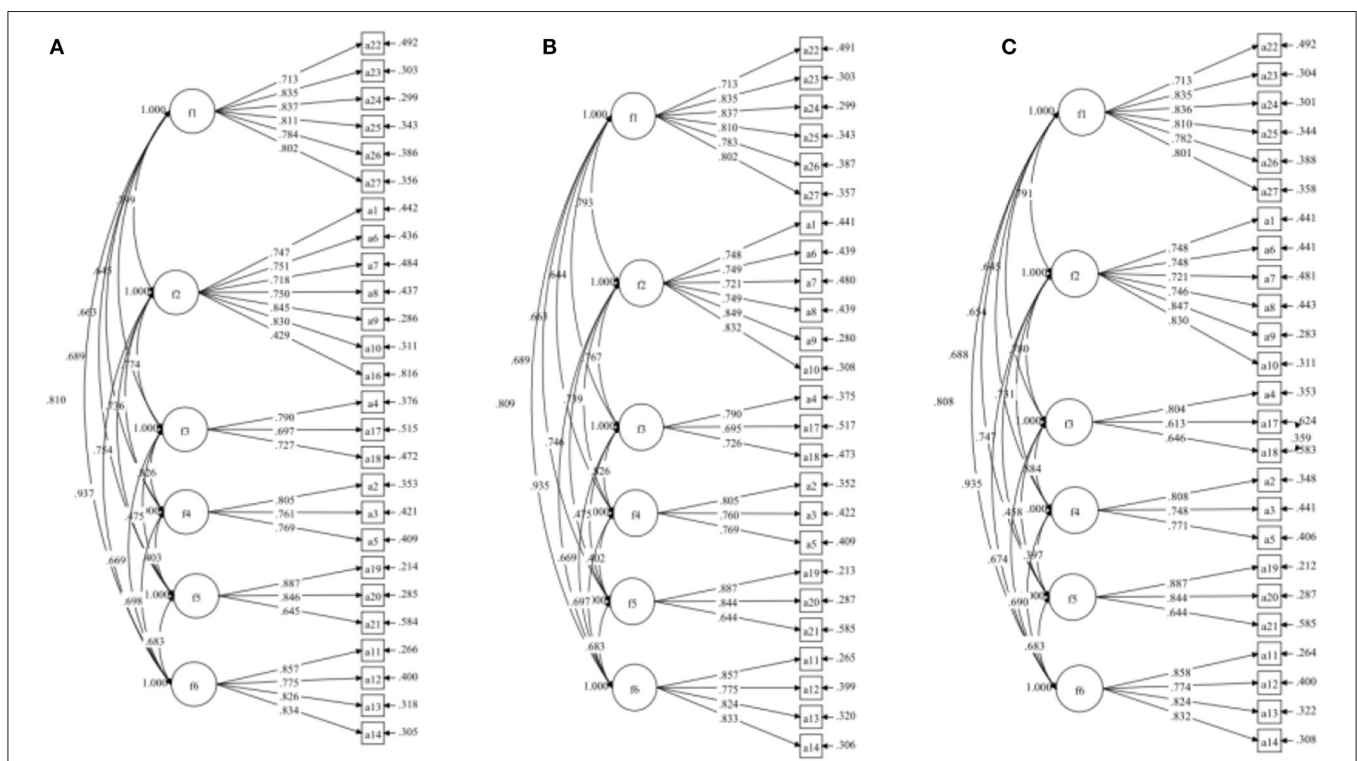 A
a22 .492
.713
a23 .303
.835
a24 .299
.837
1.000
f1
.811
a25 .343
.784
a26 .386
.802
a27 .356
a1 .442
.747
a6 .436
.751
a7 .484
.718
1.000
f2
.750
a8 .437
.845
a9 .286
.830
a10 .311
.429
a16 .816
.645
.663
.689
.774
.810
.736
a4 .376
.790
1.000
f3
.697
a17 .515
.727
a18 .472
.754
.826
.937
a2 .353
.805
f4
.761
a3 .421
.769
a5 .409
.475
.403
.669
a19 .214
.887
1.000
f5
.846
a20 .285
.645
a21 .584
.698
.683
a11 .266
.857
1.000
f6
.775
a12 .400
.826
a13 .318
.834
a14 .305
B
a22 .491
.713
a23 .303
.835
a24 .299
.837
1.000
f1
.810
a25 .343
.783
a26 .387
.802
a27 .357
.793
a1 .441
.748
a6 .439
.749
a7 .480
.721
1.000
f2
.749
a8 .439
.849
a9 .280
.832
a10 .308
.644
.663
.689
.767
.809
.739
a4 .375
.790
1.000
f3
.695
a17 .517
.726
a18 .473
.746
.826
.935
a2 .352
.805
f4
.760
a3 .422
.769
a5 .409
.475
.402
.669
a19 .213
.887
f5
.844
a20 .287
.644
a21 .585
.697
.683
a11 .265
.857
1.000
f6
.775
a12 .399
.824
a13 .320
.833
a14 .306
C
a22 .492
.713
a23 .304
.835
a24 .301
.836
1.000
f1
.810
a25 .344
.782
a26 .388
.801
a27 .358
.791
a1 .441
.748
a6 .441
.748
a7 .481
.721
1.000
f2
.746
a8 .443
.847
a9 .283
.830
a10 .311
.645
.654
.688
.808
.731
a4 .353
.804
1.000
f3
.613
a17 .624
.646
a18 .583
.359
.747
.884
.935
a2 .348
.808
f4
.748
a3 .441
.771
a5 .406
.458
.397
.674
a19 .212
.887
f5
.844
a20 .287
.644
a21 .585
.690
.683
a11 .264
.858
1.000
f6
.774
a12 .400
.824
a13 .322
.832
a14 .308